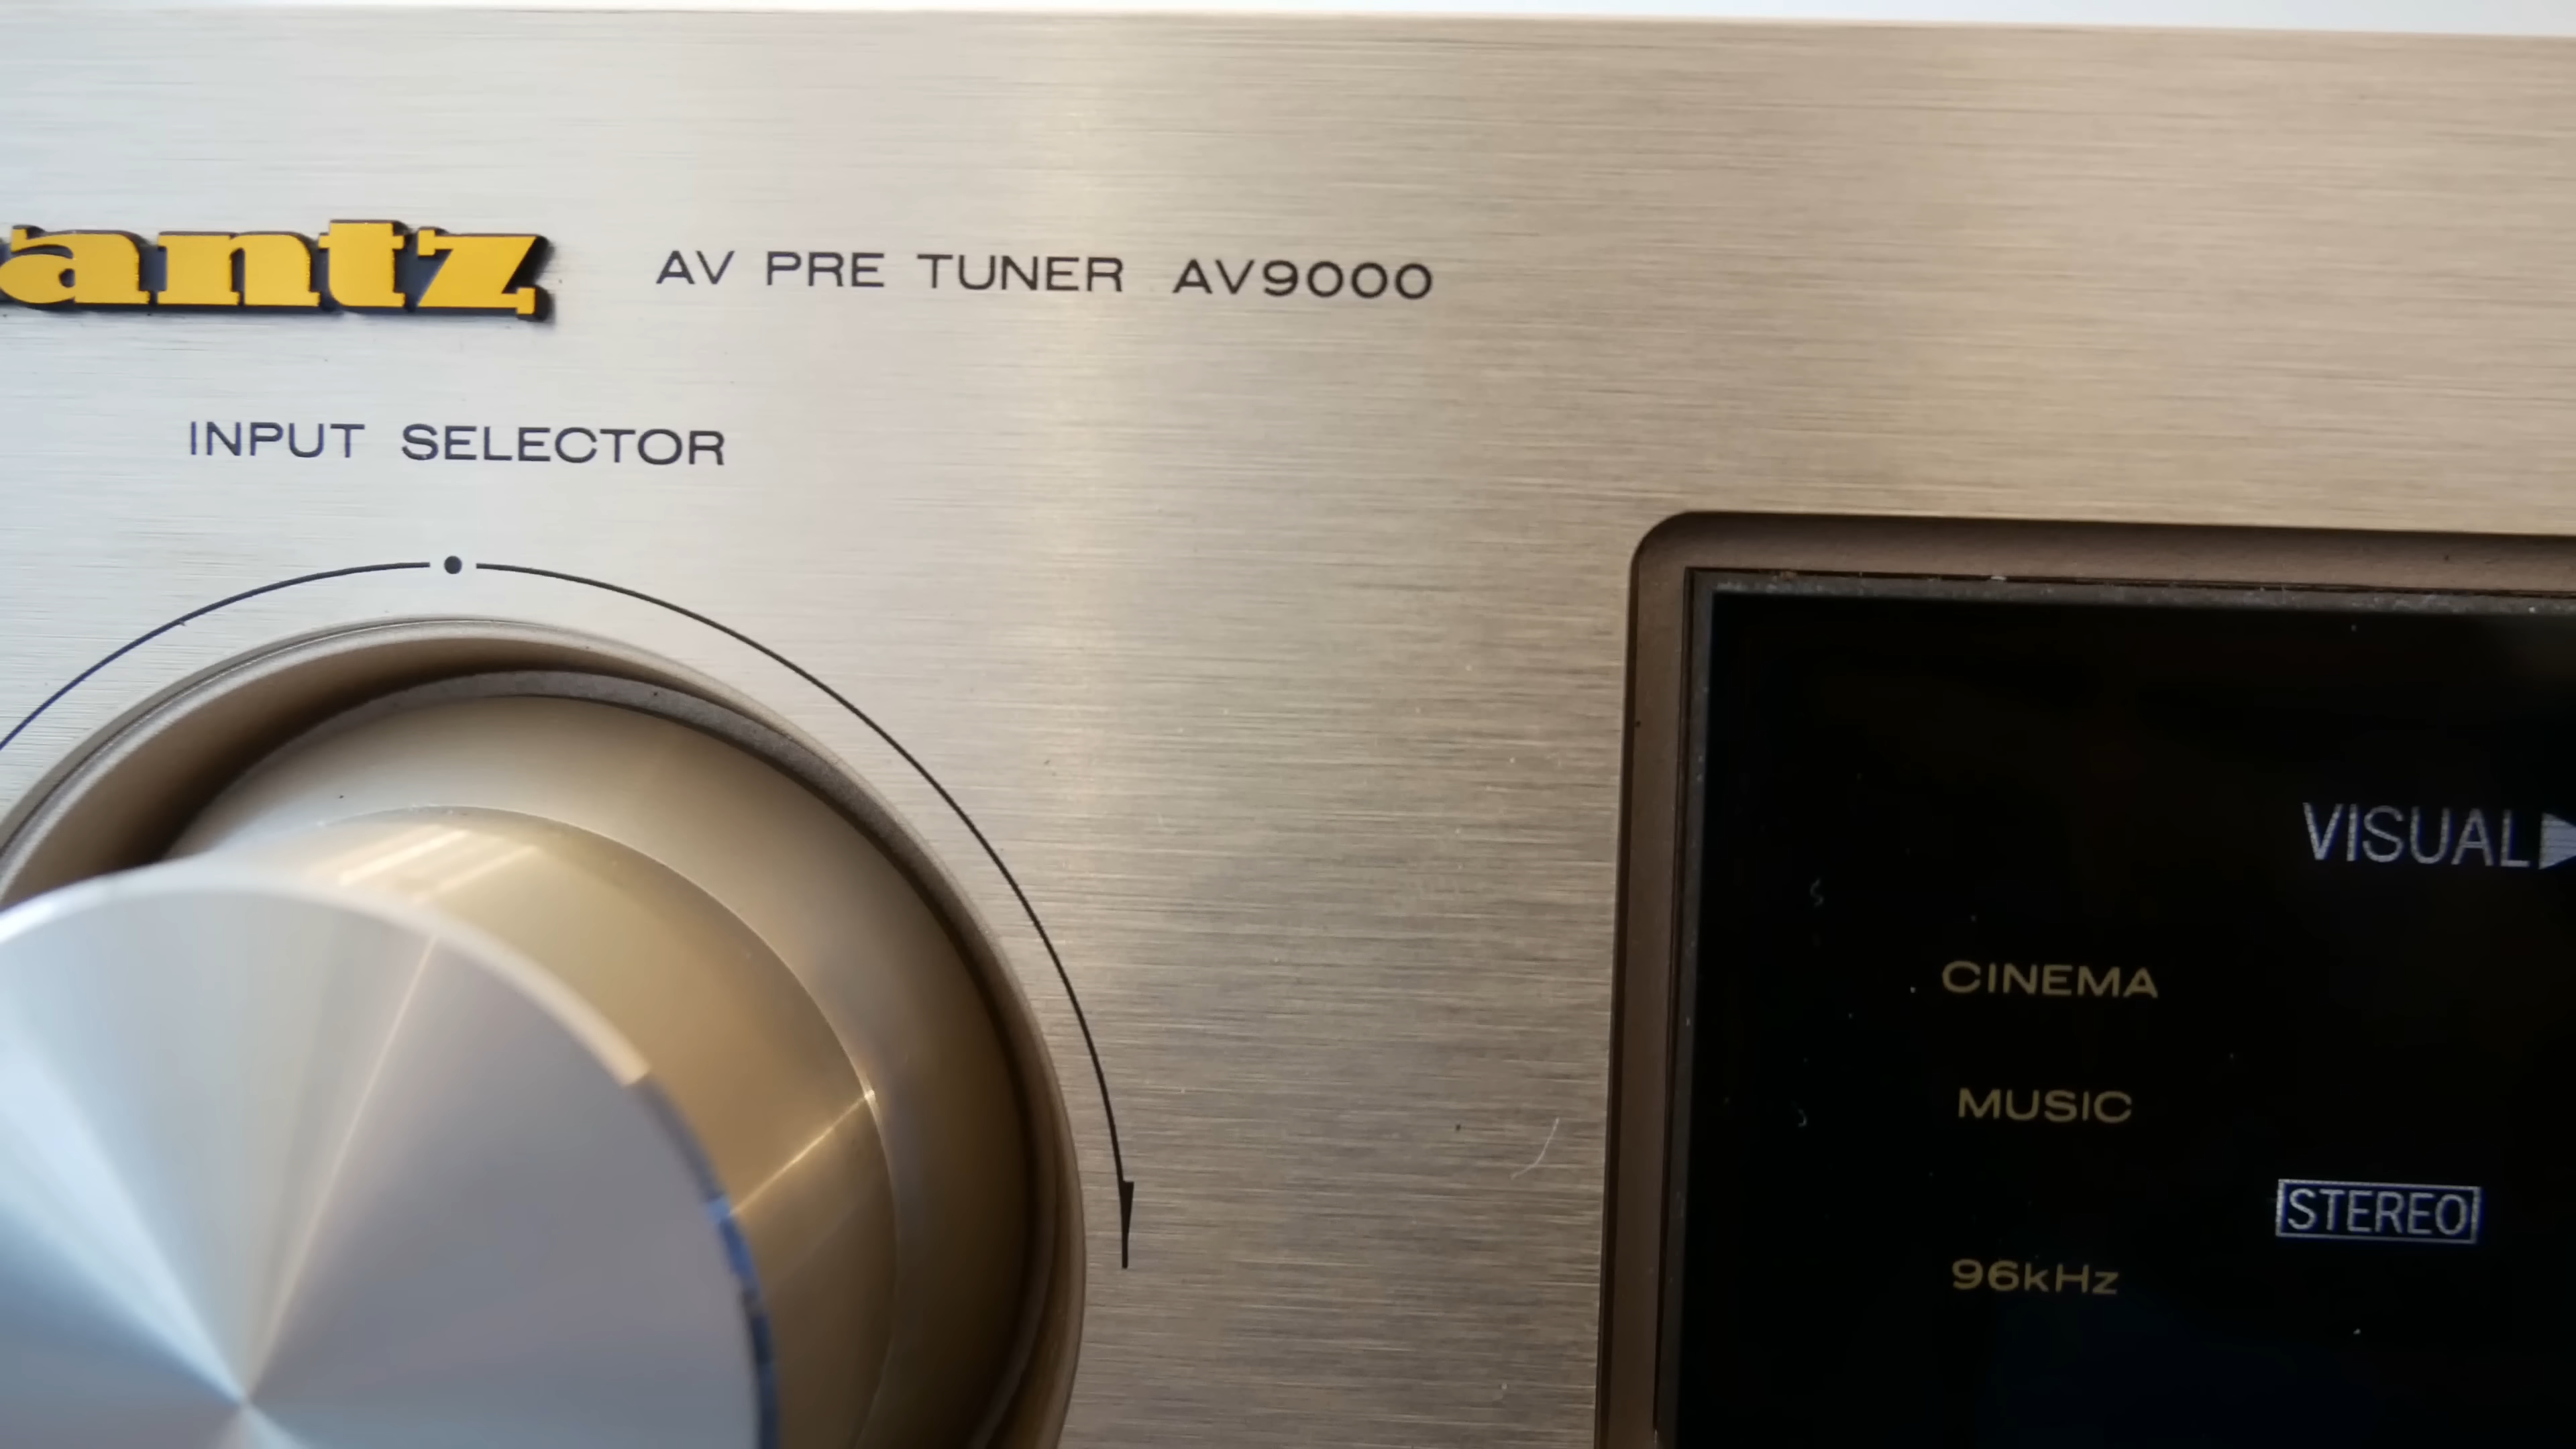 antz AV PRE TUNER AV9000
INPUT SELECTOR
VISUAL
CINEMA
MUSIC
STEREO
96kHz